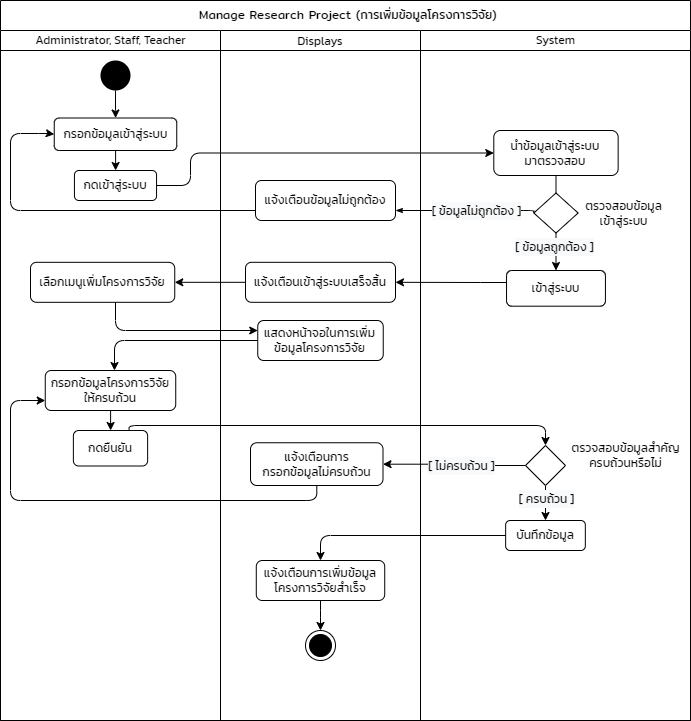 Manage Research Project (การเพิ่มข้อมูลโครงการวิจัย)
Administrator, Staff, Teacher
Displays
System
กรอกข้อมูลเข้าสู่ระบบ
กดเข้าสู่ระบบ
นำข้อมูลเข้าสู่ระบบ
มาตรวจสอบ
ตรวจสอบข้อมูล
เข้าสู่ระบบ
[ ข้อมูลไม่ถูกต้อง ]
แจ้งเตือนข้อมูลไม่ถูกต้อง
[ ข้อมูลถูกต้อง ]
เข้าสู่ระบบ
แจ้งเตือนเข้าสู่ระบบเสร็จสิ้น
เลือกเมนูเพิ่มโครงการวิจัย
แสดงหน้าจอในการเพิ่ม
ข้อมูลโครงการวิจัย
กรอกข้อมูลโครงการวิจัย
ให้ครบถ้วน
กดยืนยัน
ตรวจสอบข้อมูลสำคัญ
ครบถ้วนหรือไม่
[ ไม่ครบถ้วน ]
แจ้งเตือนการ
กรอกข้อมูลไม่ครบถ้วน
[ ครบถ้วน ]
บันทึกข้อมูล
แจ้งเตือนการเพิ่มข้อมูล
โครงการวิจัยสำเร็จ